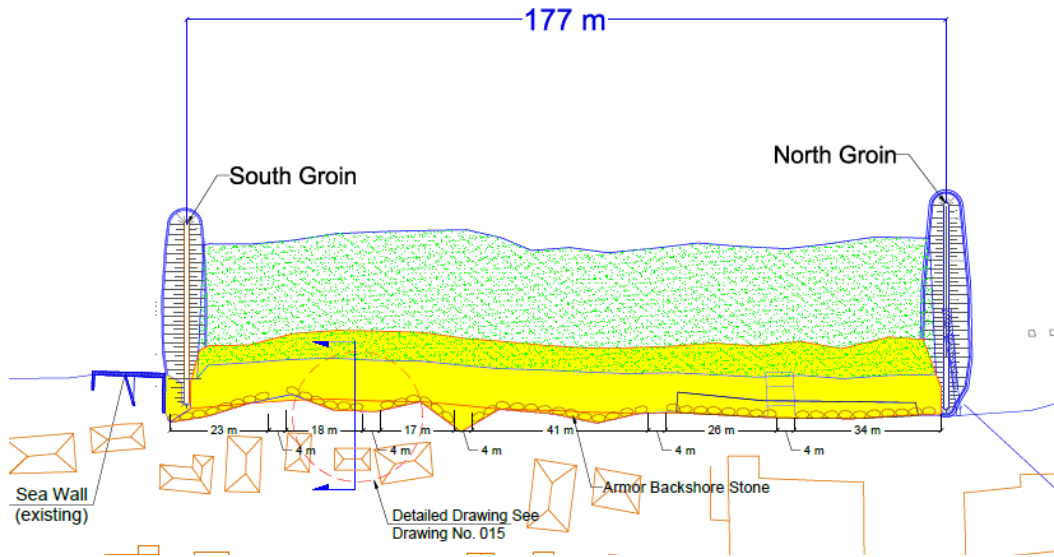 177 m
South Groin
North Groin
23 m
18 m
17 m
41 m
26 m
34 m
4 m
4 m
4 m
4 m
4 m
Sea Wall
(existing)
Armor Backshore Stone
Detailed Drawing See
Drawing No. 015